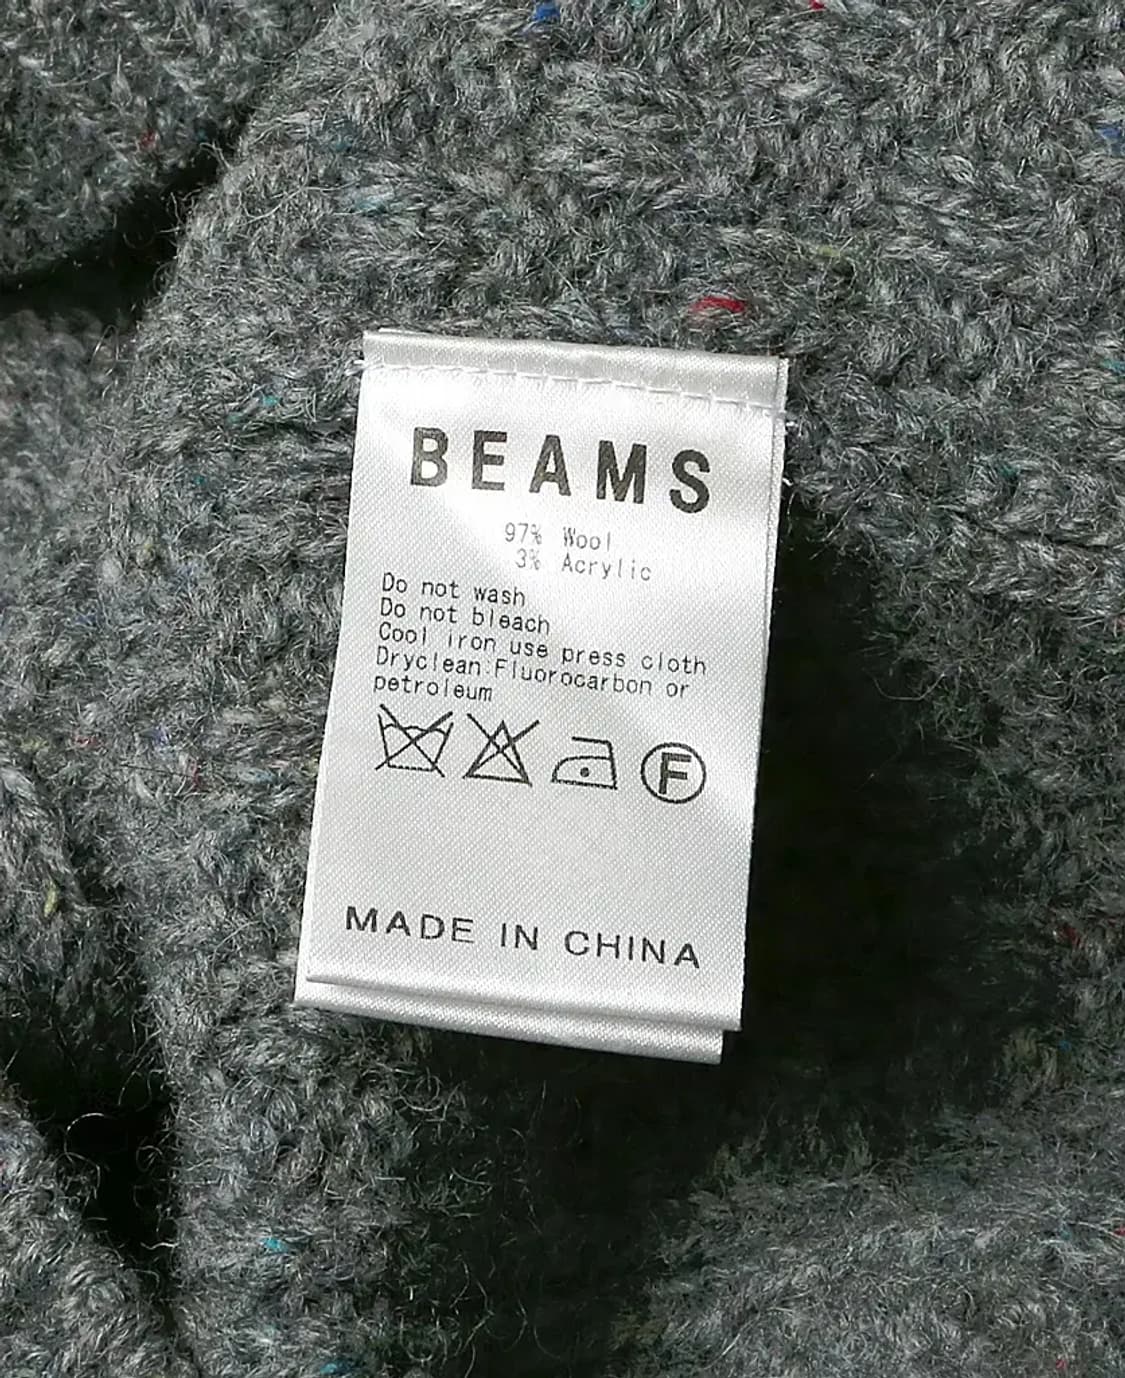 BEAMS
97% Wool
3% Acrylic
Do not wash
Do not bleach
Cool iron use press cloth
Dryclean:Fluorocarbon or
petroleum
F
MADE IN CHINA